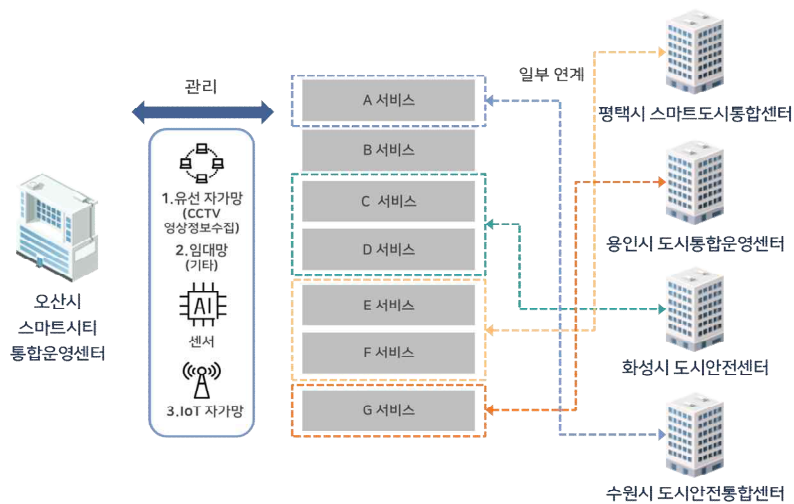 관리
일부 연계
A 서비스
B 서비스
C 서비스
D 서비스
E 서비스
F 서비스
G 서비스
1.유선 자가망
(CCTV
영상정보수집)
2.임대망
(기타)
AI
센서
3.IoT 자가망
오산시
스마트시티
통합운영센터
평택시 스마트도시통합센터
용인시 도시통합운영센터
화성시 도시안전센터
수원시 도시안전통합센터